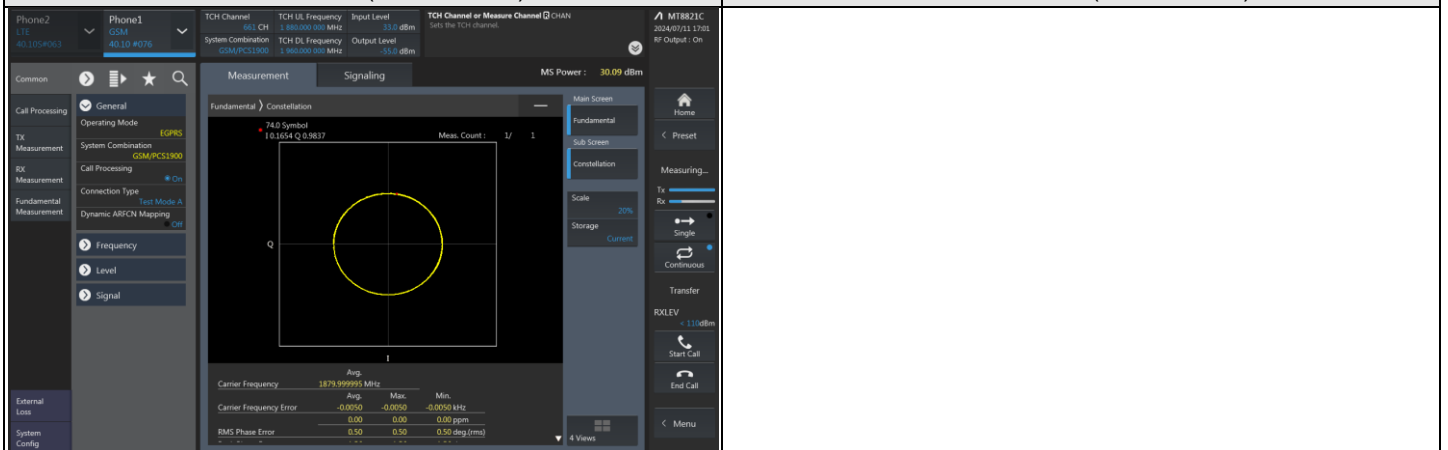 Phone2
LTE
40.10S#063
Phone1
GSM
40.10 #076
TCH Channel
661 CH
TCH UL Frequency
1 880.000 000 MHz
Input Level
33.0 dBm
System Combination
GSM/PCS1900
TCH DL Frequency
1 960.000 000 MHz
Output Level
-55.0 dBm
TCH Channel or Measure Channel CHAN
Sets the TCH channel.
MT8821C
2024/07/11 17:01
RF Output : On
Common
Call Processing
TX
Measurement
RX
Measurement
Fundamental
Measurement
External
Loss
System
Config
General
Operating Mode
EGPRS
System Combination
GSM/PCS1900
Call Processing
On
Connection Type
Test Mode A
Dynamic ARFCN Mapping
Off
Frequency
Level
Signal
Measurement
Signaling
MS Power : 30.09 dBm
Fundamental > Constellation
74.0 Symbol
I 0.1654 Q 0.9837
Meas. Count : 1/ 1
Q
I
Avg.
Carrier Frequency 1879.999995 MHz
Avg. Max. Min.
Carrier Frequency Error -0.0050 -0.0050 -0.0050 kHz
0.00 0.00 0.00 ppm
RMS Phase Error 0.50 0.50 0.50 deg.(rms)
Main Screen
Fundamental
Sub Screen
Constellation
Scale
20%
Storage
Current
4 Views
Home
< Preset
Measuring...
Tx
Rx
Single
Continuous
Transfer
RXLEV
< 110dBm
Start Call
End Call
< Menu